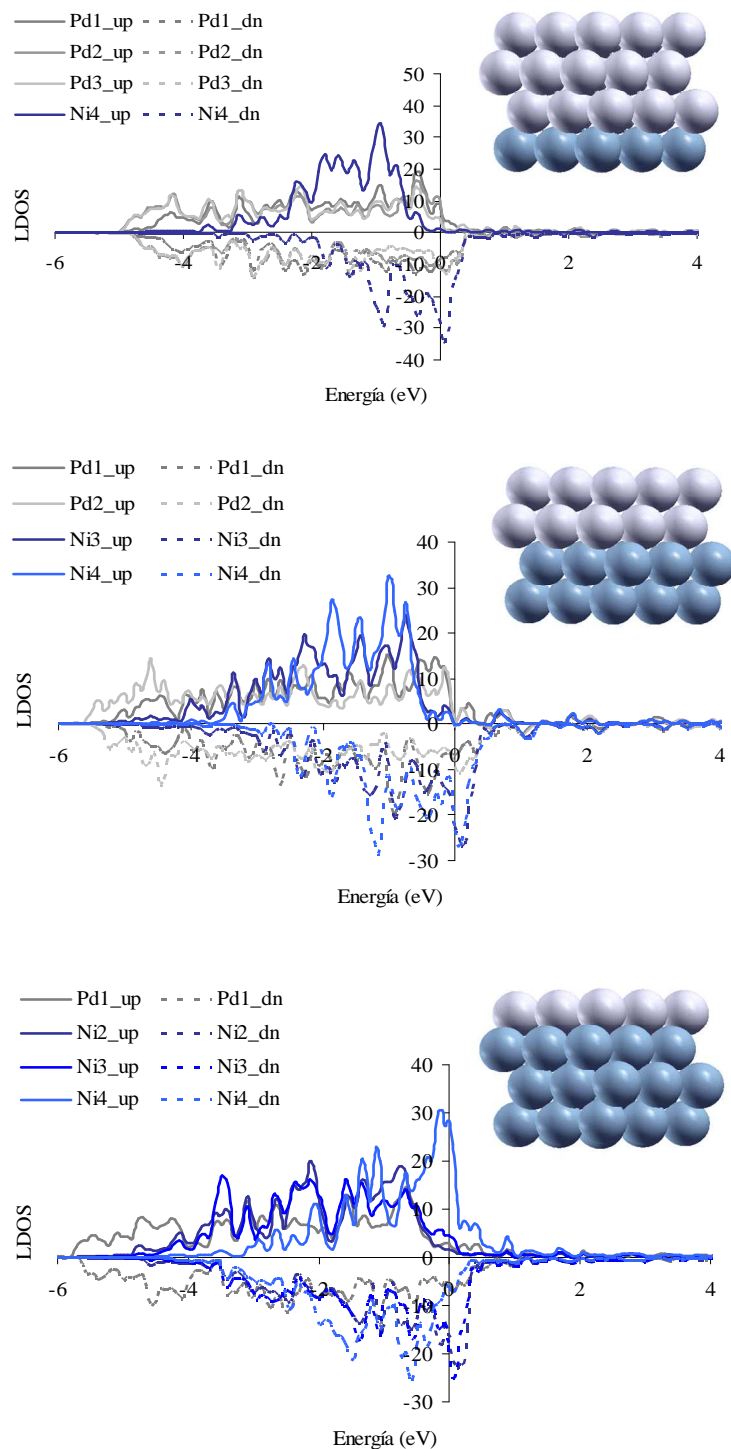 Pd1_up Pd1_dn
Pd2_up Pd2_dn
Pd3_up Pd3_dn
Ni4_up Ni4_dn
50
40
30
20
10
0
-10
-20
-30
-40
LDOS
-6 -4 -2 0 2 4
Energía (eV)
Pd1_up Pd1_dn
Pd2_up Pd2_dn
Ni3_up Ni3_dn
Ni4_up Ni4_dn
40
30
20
10
0
-10
-20
-30
LDOS
-6 -4 -2 0 2 4
Energía (eV)
Pd1_up Pd1_dn
Ni2_up Ni2_dn
Ni3_up Ni3_dn
Ni4_up Ni4_dn
40
30
20
10
0
-10
-20
-30
LDOS
-6 -4 -2 0 2 4
Energía (eV)